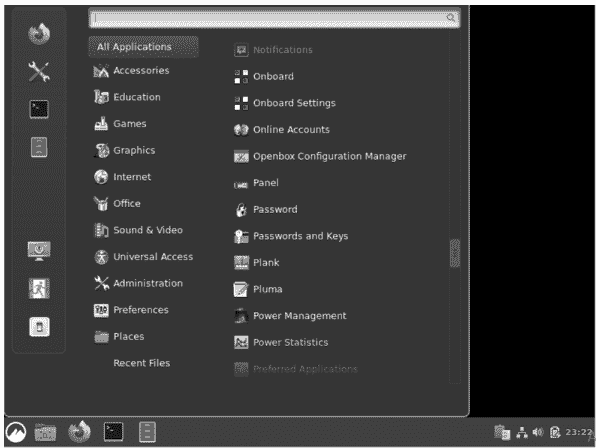 All Applications
Accessories
Education
Games
Graphics
Internet
Office
Sound & Video
Universal Access
Administration
Preferences
Places
Recent Files
Notifications
Onboard
Onboard Settings
Online Accounts
Openbox Configuration Manager
Panel
Password
Passwords and Keys
Plank
Pluma
Power Management
Power Statistics
Preferred Applications
23:22